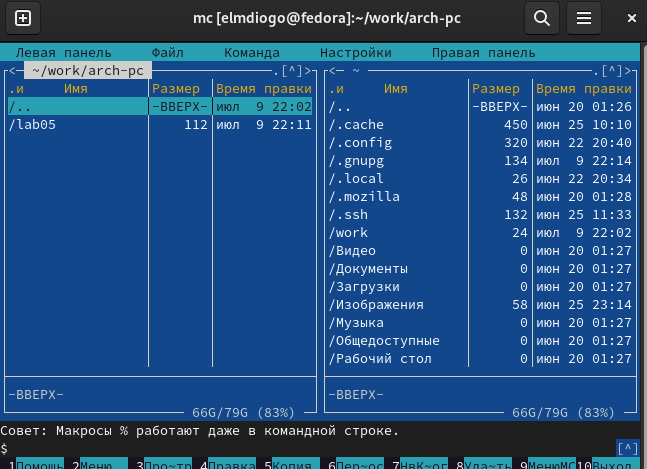 mc [elmdiogo@fedora]:~/work/arch-pc
Левая панель Файл Команда Настройки Правая панель
<— ~/work/arch-pc .[^]> <— ~ .[^]>
.и Имя Размер Время правки .и Имя Размер Время правки
/.. -ВВЕРХ- июл 9 22:02 /.. -ВВЕРХ- июн 20 01:26
/lab05 112 июл 9 22:11 /.cache 450 июн 25 10:10
/.config 320 июн 22 20:40
/.gnupg 134 июл 9 22:14
/.local 26 июн 22 20:34
/.mozilla 48 июн 20 01:28
/.ssh 132 июн 25 11:33
/work 24 июл 9 22:02
/Видео 0 июн 20 01:27
/Документы 0 июн 20 01:27
/Загрузки 0 июн 20 01:27
/Изображения 58 июн 25 23:14
/Музыка 0 июн 20 01:27
/Общедоступные 0 июн 20 01:27
/Рабочий стол 0 июн 20 01:27
-ВВЕРХ- -ВВЕРХ-
66G/79G (83%) 66G/79G (83%)
Совет: Макросы % работают даже в командной строке.
$ [^]
1Помощь 2Меню 3Про~тр 4Правка 5Копия 6Пер~ос 7НвК~ог 8Уда~ть 9МенюМС 10Выход